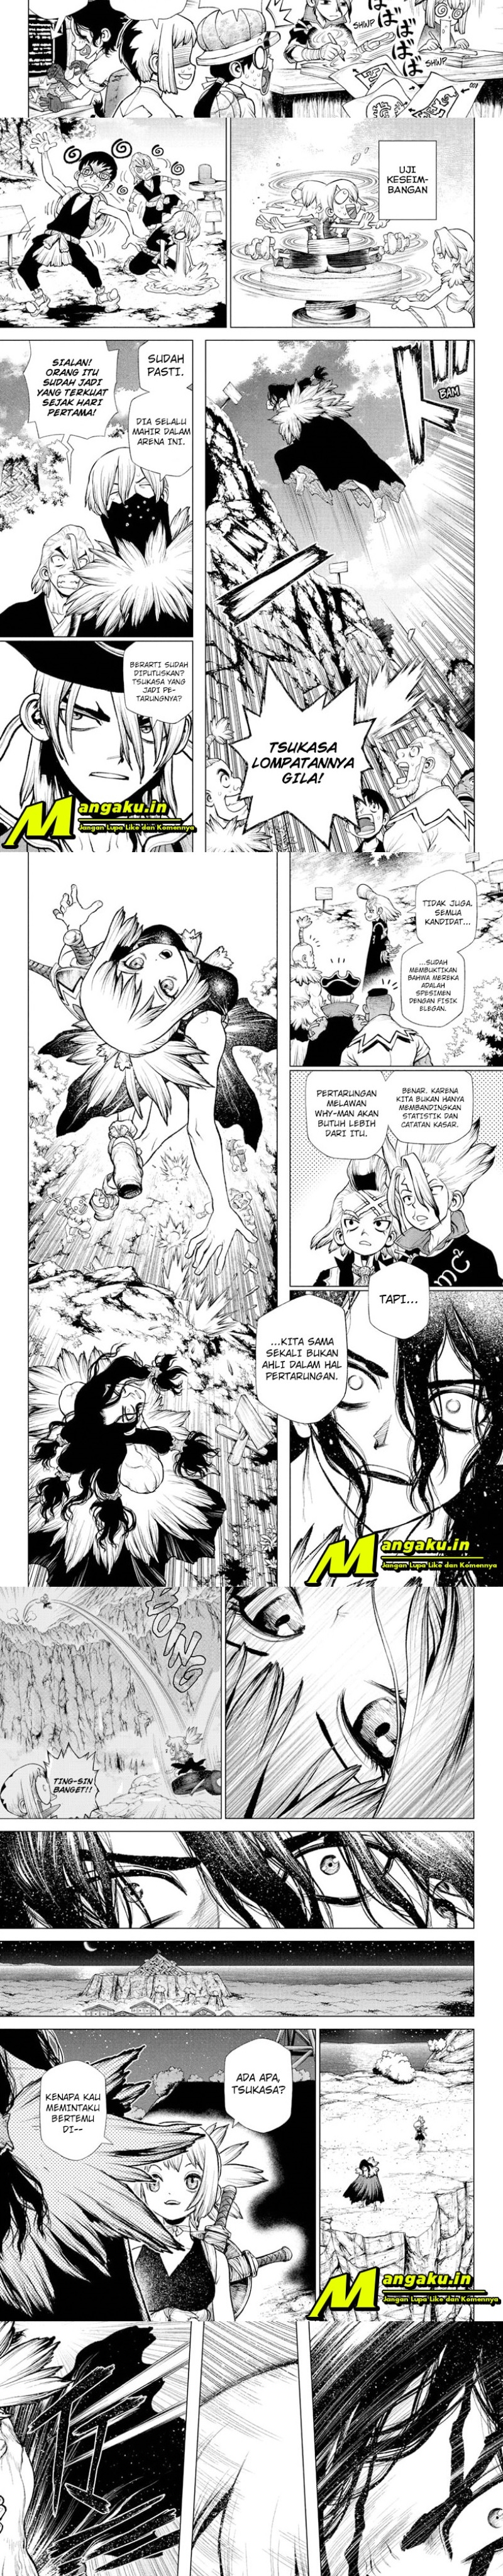 SHWP
ばばばばば
SHWP
UJI
KESEIM-
BANGAN
BAM
SUDAH
PASTI.
DIA SELALU
MAHIR DALAM
ARENA INI.
SIALAN!
ORANG ITU
SUDAH JADI
YANG TERKUAT
SEJAK HARI
PERTAMA!
TSUKASA
LOMPATANNYA
GILA!
BERARTI SUDAH
DIPUTUSKAN?
TSUKASA YANG
JADI PE-
TARUNGNYA?
Mangaku.in
Jangan Lupa Like dan Komennya
TIDAK JUGA.
SEMUA
KANDIDAT...
...SUDAH
MEMBUKTIKAN
BAHWA MEREKA
ADALAH
SPESIMEN
DENGAN FISIK
ELEGAN.
BENAR. KARENA
KITA BUKAN HANYA
MEMBANDINGKAN
STATISTIK DAN
CATATAN KASAR.
PERTARUNGAN
MELAWAN
WHY-MAN AKAN
BUTUH LEBIH
DARI ITU.
MC²
TAPI...
...KITA SAMA
SEKALI BUKAN
AHLI DALAM HAL
PERTARUNGAN.
Mangaku.in
Jangan Lupa Like dan Komennya
BOING
TING-SIN
BANGET!!
ADA APA,
TSUKASA?
KENAPA KAU
MEMINTAKU
BERTEMU
DI--
Mangaku.in
Jangan Lupa Like dan Komennya